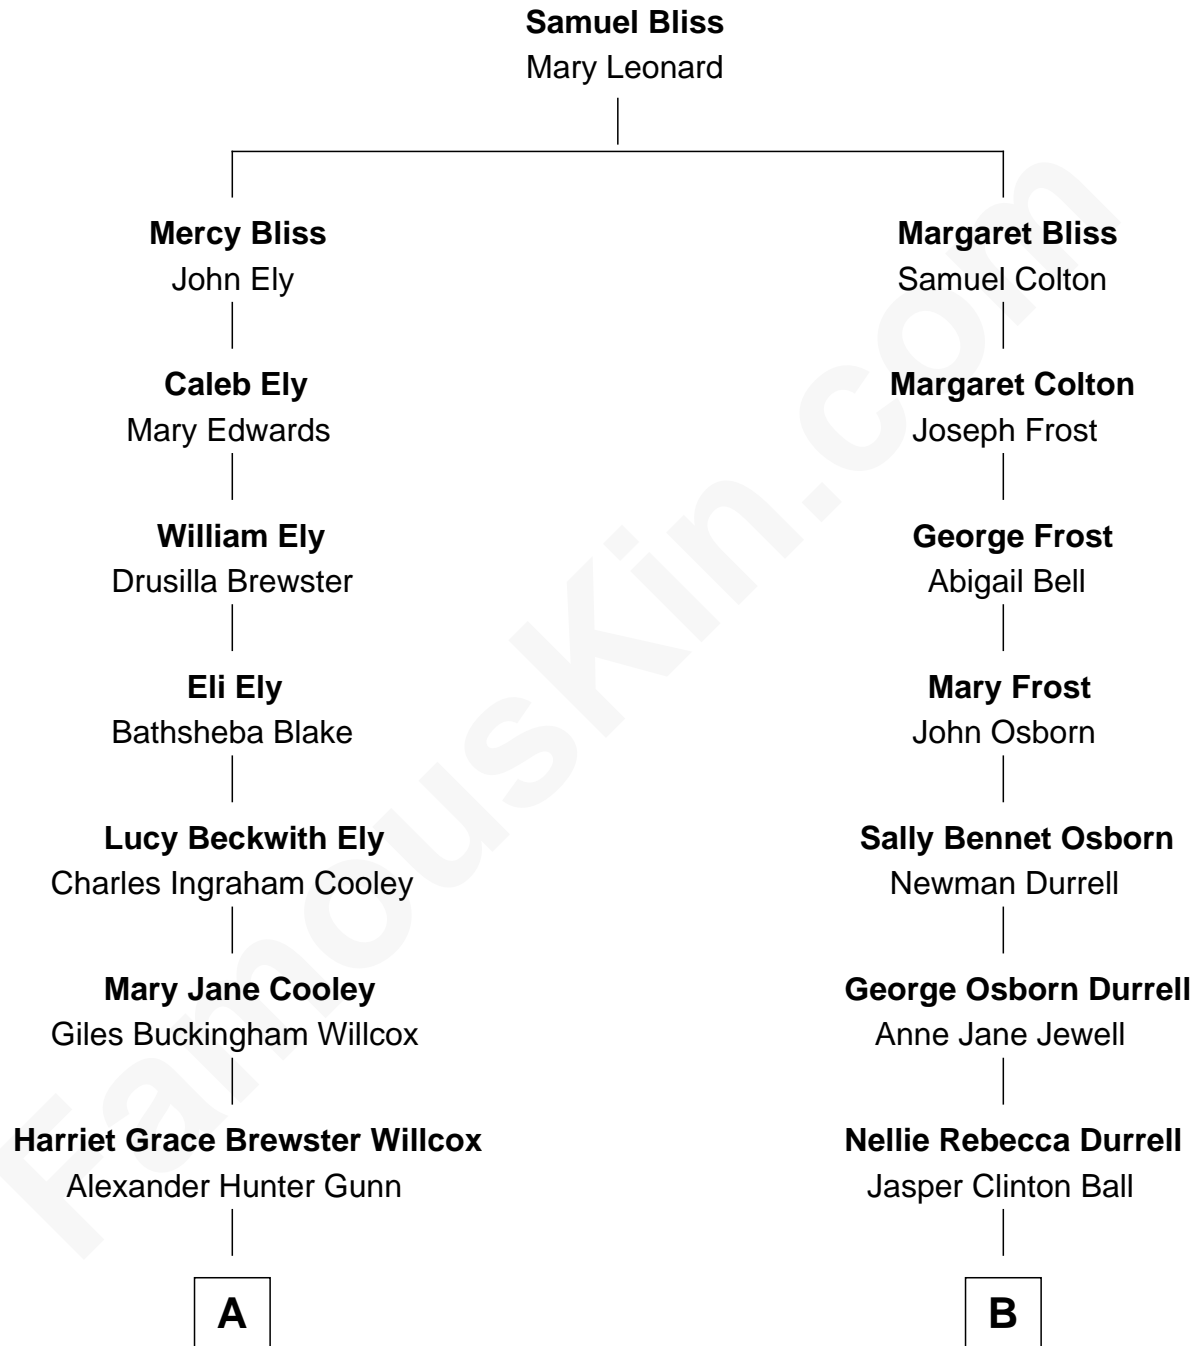 Samuel Bliss
Mary Leonard
Mercy Bliss
John Ely
Margaret Bliss
Samuel Colton
Caleb Ely
Mary Edwards
Margaret Colton
Joseph Frost
William Ely
Drusilla Brewster
George Frost
Abigail Bell
Eli Ely
Bathsheba Blake
Mary Frost
John Osborn
Lucy Beckwith Ely
Charles Ingraham Cooley
Sally Bennet Osborn
Newman Durrell
Mary Jane Cooley
Giles Buckingham Willcox
George Osborn Durrell
Anne Jane Jewell
Harriet Grace Brewster Willcox
Alexander Hunter Gunn
Nellie Rebecca Durrell
Jasper Clinton Ball
A
B
FamousKin.com